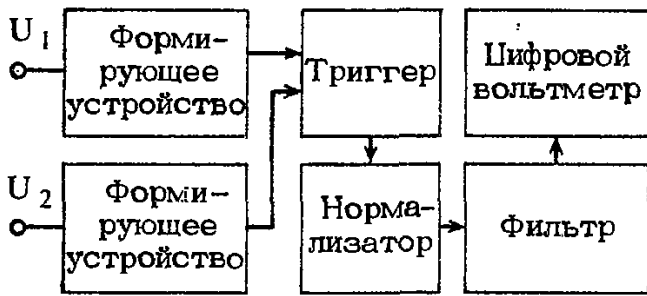 U1
Форми-
рующее
устройство
Триггер
Цифровой
вольтметр
U2
Форми-
рующее
устройство
Норма-
лизатор
Фильтр